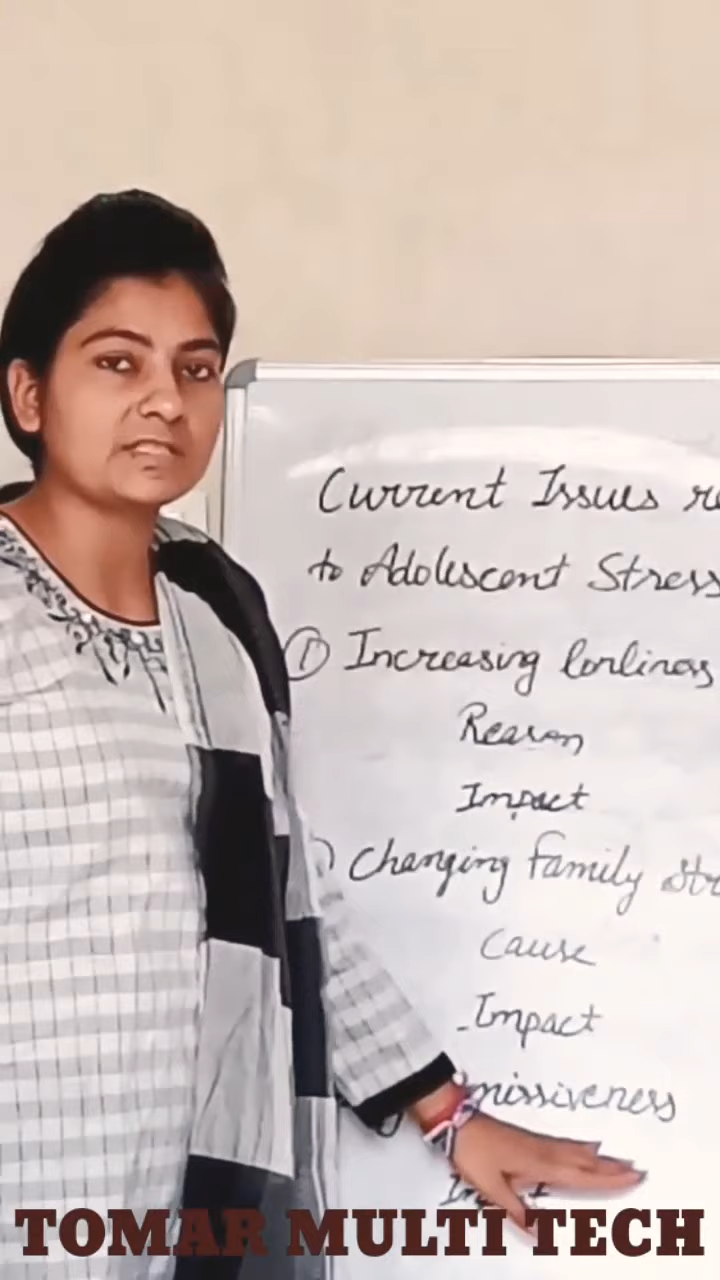 Current Issues re
to Adolescent Stress
① Increasing lonliness
Reason
Impact
) Changing family Str
Cause
Impact
missiveness
TOMAR MULTI TECH